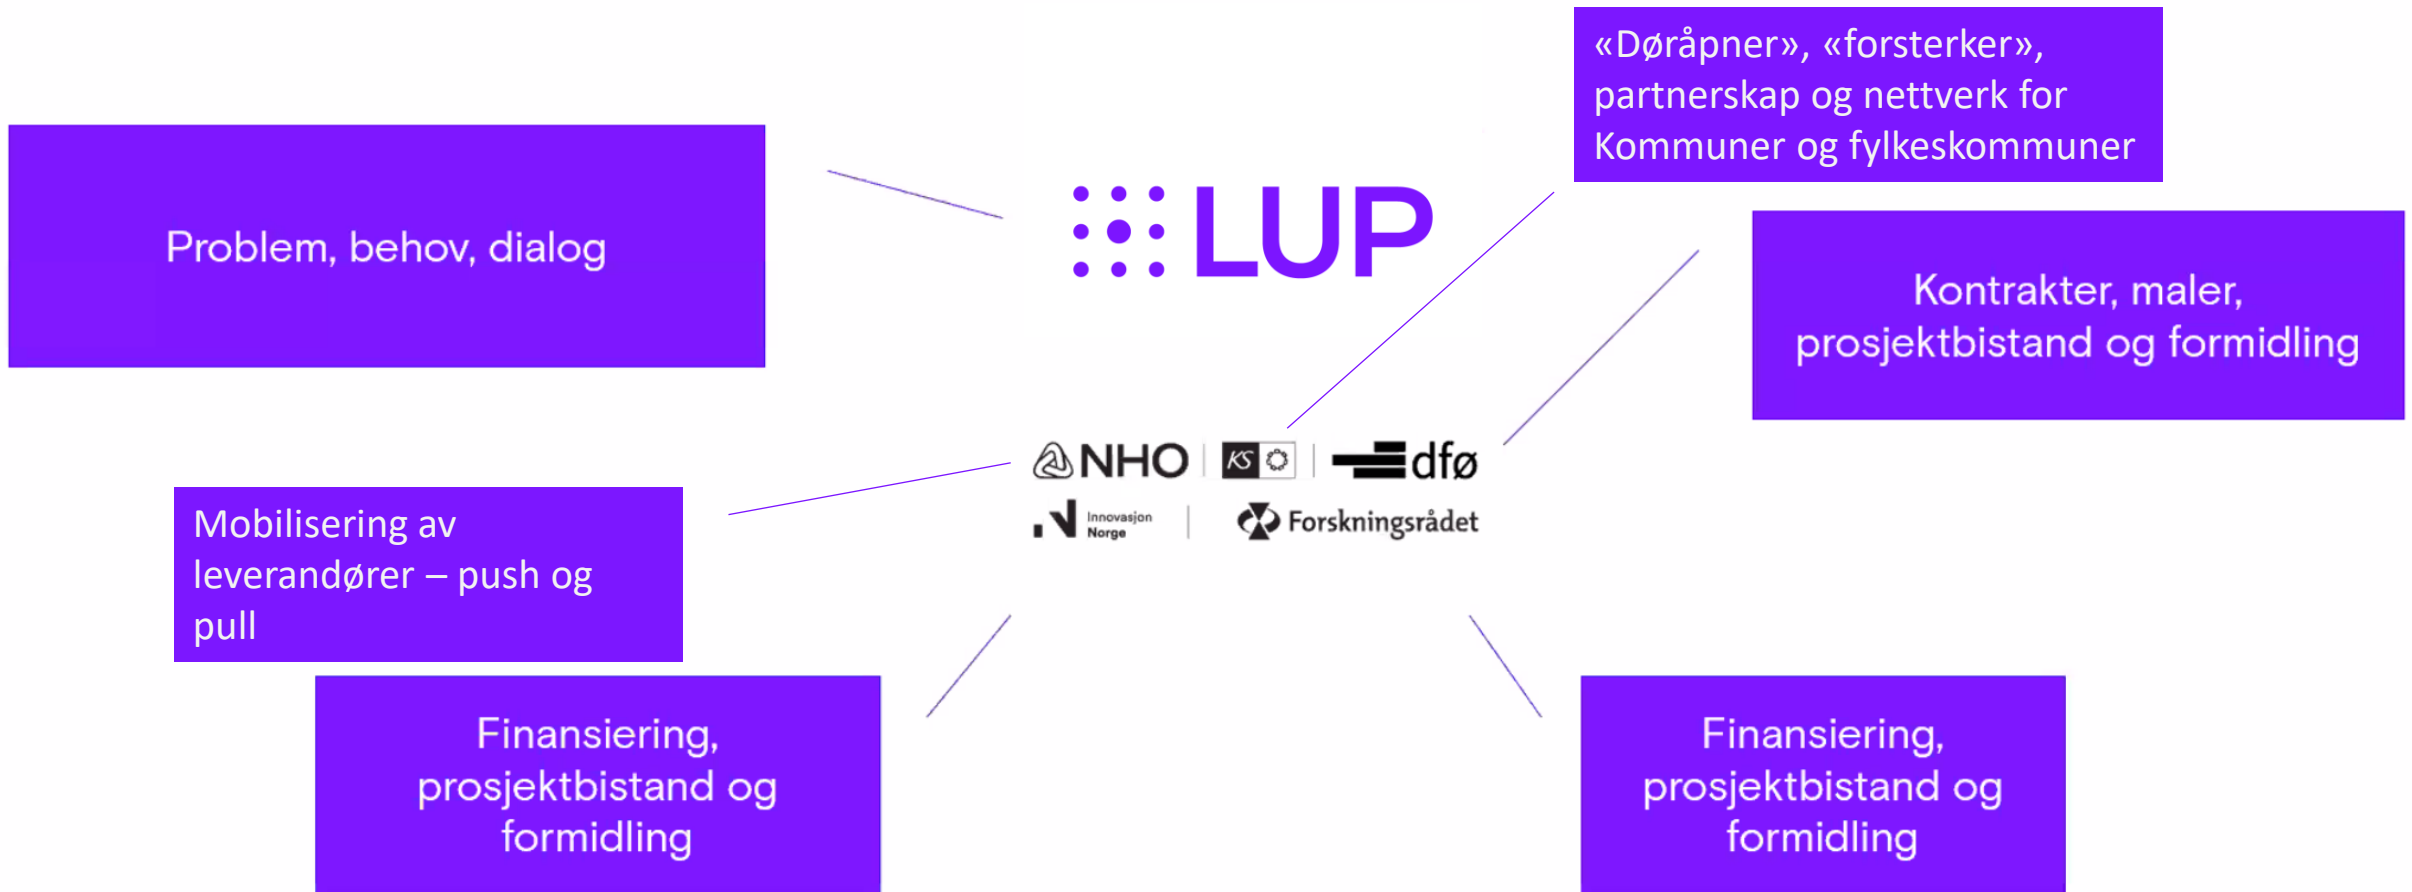 «Døråpner», «forsterker»,
partnerskap og nettverk for
Kommuner og fylkeskommuner
Problem, behov, dialog
LUP
Kontrakter, maler,
prosjektbistand og formidling
NHO
KS
dfø
Innovasjon
Norge
Forskningsrådet
Mobilisering av
leverandører – push og
pull
Finansiering,
prosjektbistand og
formidling
Finansiering,
prosjektbistand og
formidling